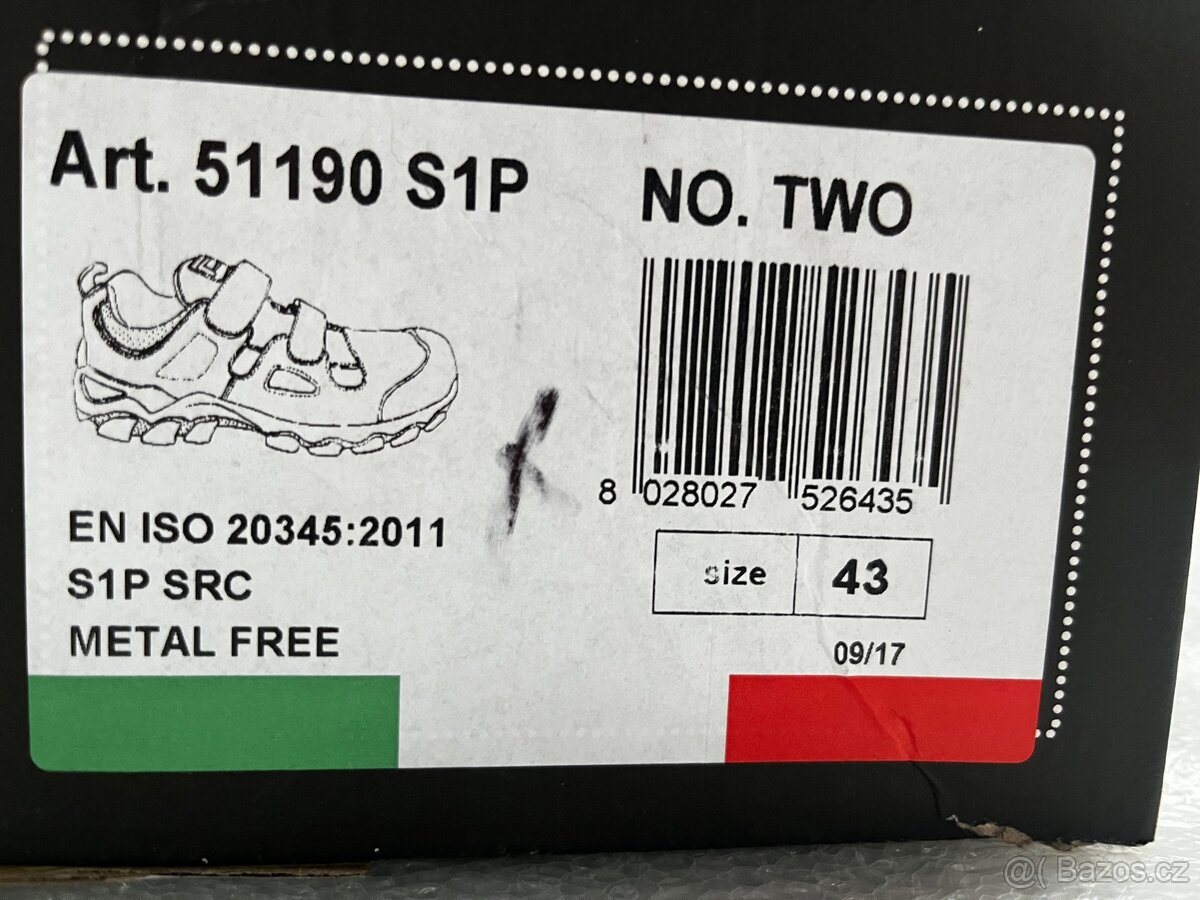 Art. 51190 S1P
NO. TWO
8 028027 526435
EN ISO 20345:2011
S1P SRC
METAL FREE
size 43
09/17
@( Bazos.cz